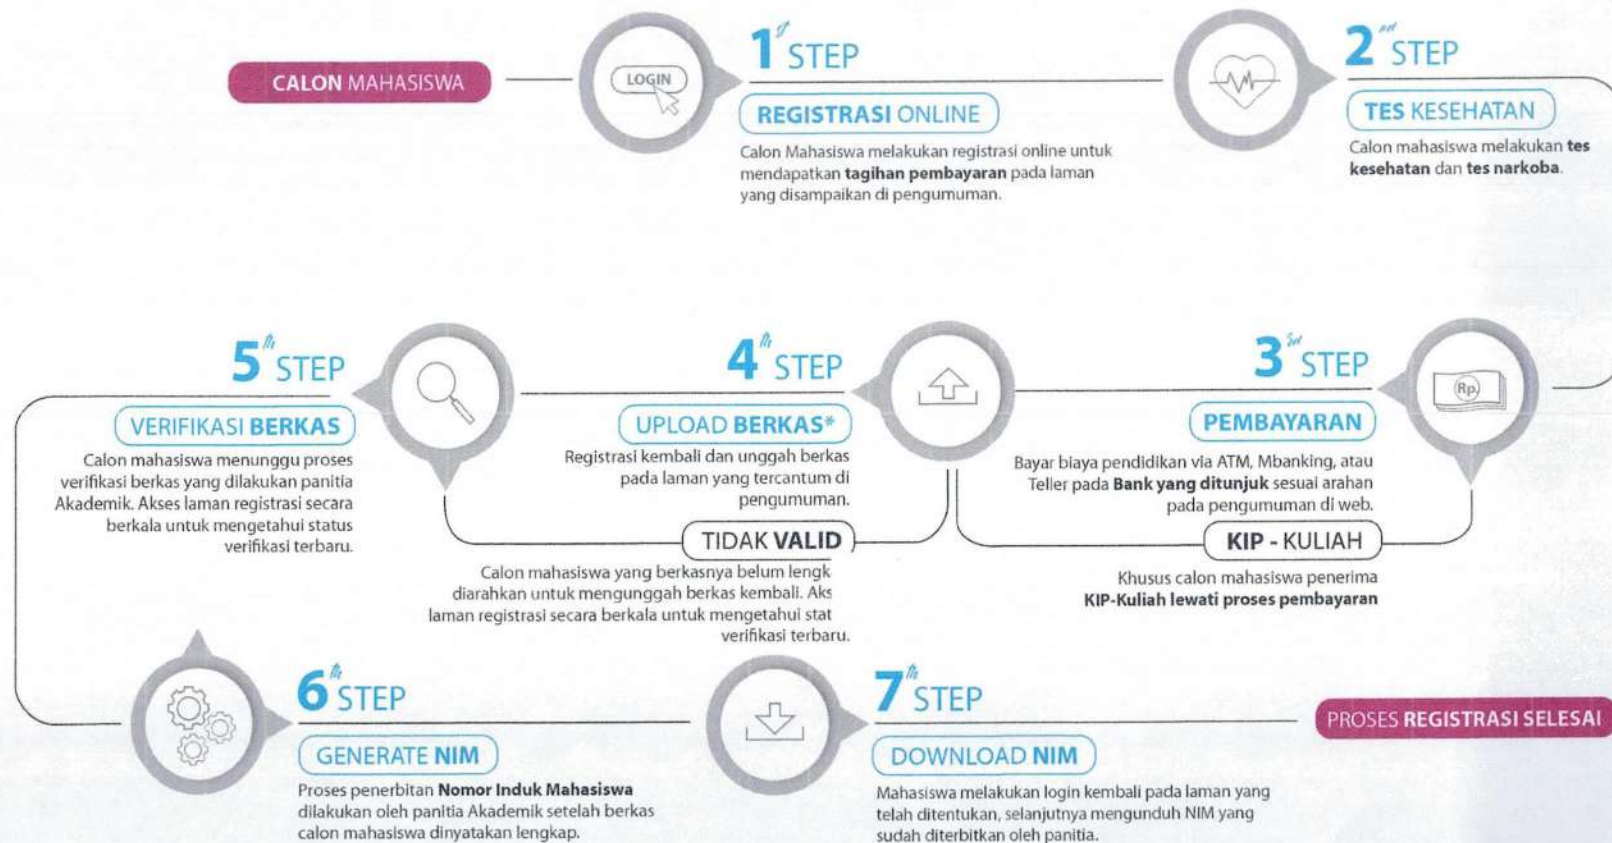 CALON MAHASISWA
LOGIN
1st STEP
REGISTRASI ONLINE
Calon Mahasiswa melakukan registrasi online untuk
mendapatkan tagihan pembayaran pada laman
yang disampaikan di pengumuman.
2nd STEP
TES KESEHATAN
Calon mahasiswa melakukan tes
kesehatan dan tes narkoba.
Rp.
3rd STEP
PEMBAYARAN
Bayar biaya pendidikan via ATM, Mbanking, atau
Teller pada Bank yang ditunjuk sesuai arahan
pada pengumuman di web.
KIP - KULIAH
Khusus calon mahasiswa penerima
KIP-Kuliah lewati proses pembayaran
4th STEP
UPLOAD BERKAS*
Registrasi kembali dan unggah berkas
pada laman yang tercantum di
pengumuman.
TIDAK VALID
Calon mahasiswa yang berkasnya belum lengk
diarahkan untuk mengunggah berkas kembali. Aks
laman registrasi secara berkala untuk mengetahui stat
verifikasi terbaru.
5th STEP
VERIFIKASI BERKAS
Calon mahasiswa menunggu proses
verifikasi berkas yang dilakukan panitia
Akademik. Akses laman registrasi secara
berkala untuk mengetahui status
verifikasi terbaru.
6th STEP
GENERATE NIM
Proses penerbitan Nomor Induk Mahasiswa
dilakukan oleh panitia Akademik setelah berkas
calon mahasiswa dinyatakan lengkap.
7th STEP
DOWNLOAD NIM
Mahasiswa melakukan login kembali pada laman yang
telah ditentukan, selanjutnya mengunduh NIM yang
sudah diterbitkan oleh panitia.
PROSES REGISTRASI SELESAI